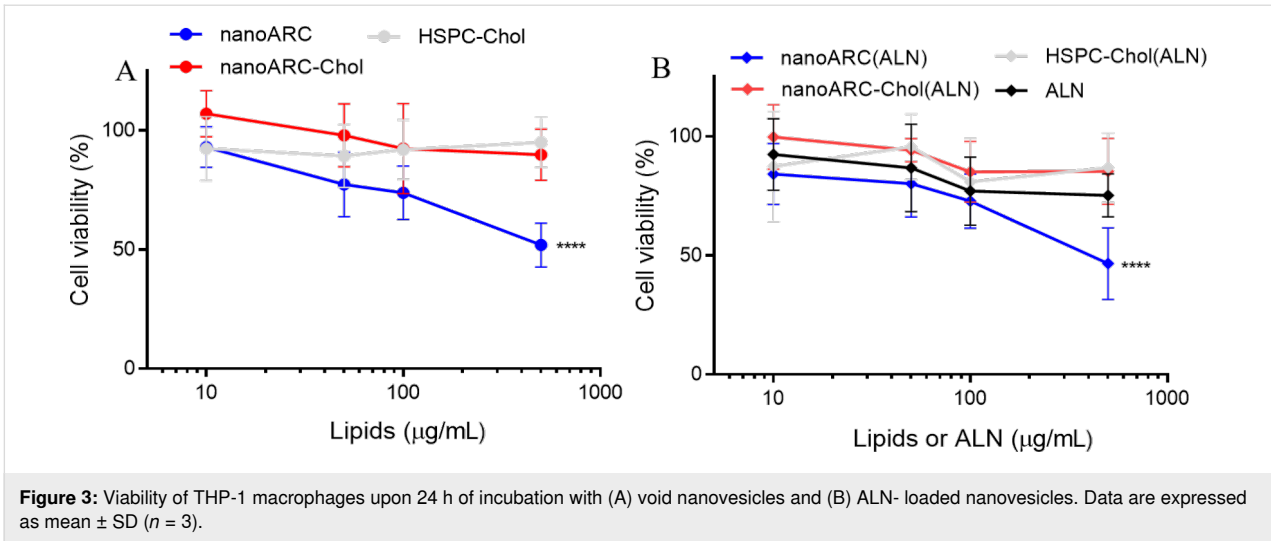 nanoARC
HSPC-Chol
nanoARC-Chol
A
Cell viability (%)
100
50
0
****
10
100
1000
Lipids (µg/mL)
nanoARC(ALN)
HSPC-Chol(ALN)
nanoARC-Chol(ALN)
ALN
B
Cell viability (%)
100
50
0
****
10
100
1000
Lipids or ALN (µg/mL)
Figure 3: Viability of THP-1 macrophages upon 24 h of incubation with (A) void nanovesicles and (B) ALN- loaded nanovesicles. Data are expressed
as mean ± SD (n = 3).